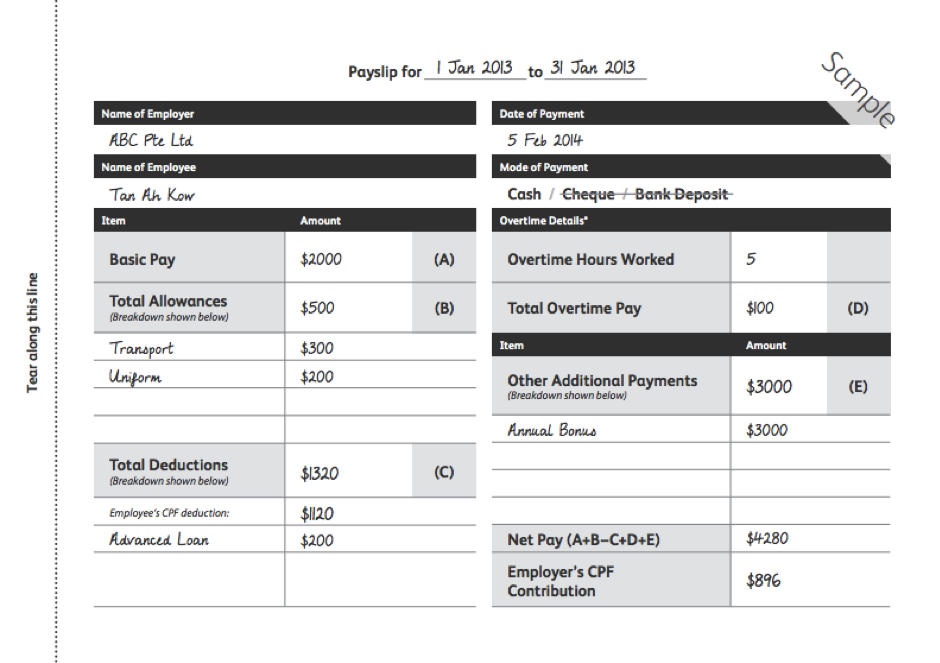 Payslip for 1 Jan 2013 to 31 Jan 2013
Sample
Tear along this line
Name of Employer
ABC Pte Ltd
Name of Employee
Tan Ah Kow
Item Amount
Basic Pay $2000 (A)
Total Allowances
(Breakdown shown below)
$500 (B)
Transport $300
Uniform $200
Total Deductions
(Breakdown shown below)
$1320 (C)
Employee's CPF deduction: $1120
Advanced Loan $200
Date of Payment
5 Feb 2014
Mode of Payment
Cash / Cheque / Bank Deposit
Overtime Details*
Overtime Hours Worked 5
Total Overtime Pay $100 (D)
Item Amount
Other Additional Payments
(Breakdown shown below)
$3000 (E)
Annual Bonus $3000
Net Pay (A+B–C+D+E) $4280
Employer's CPF
Contribution
$896